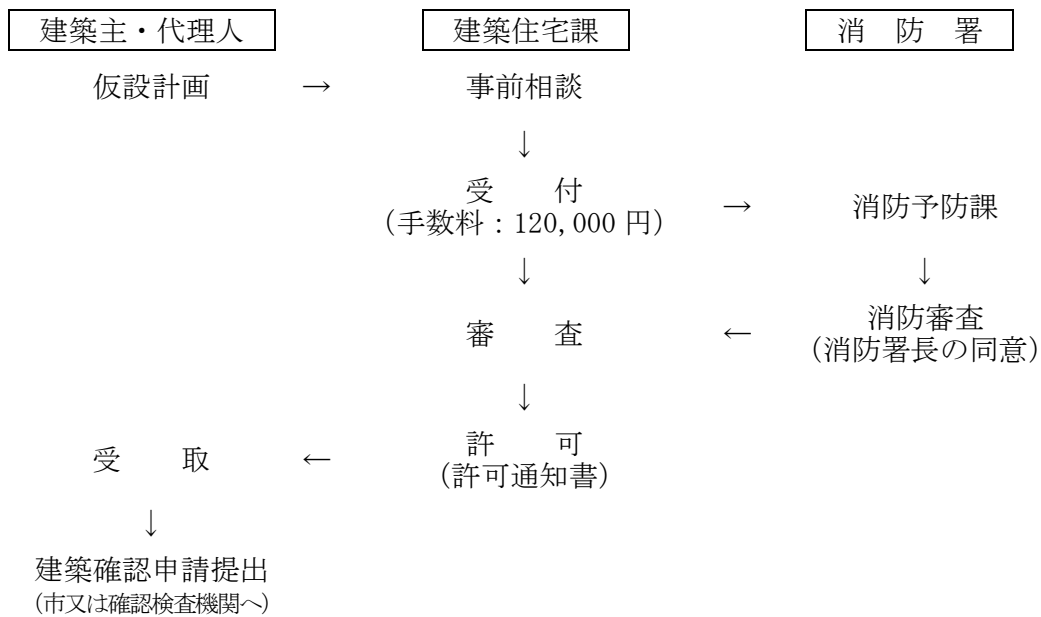 建築主・代理人 建築住宅課 消 防 署
仮設計画 → 事前相談
↓
受 付 → 消防予防課
(手数料：120,000 円)
↓ ↓
審 査 ← 消防審査
(消防署長の同意)
↓
受 取 ← 許 可
(許可通知書)
↓
建築確認申請提出
(市又は確認検査機関へ)